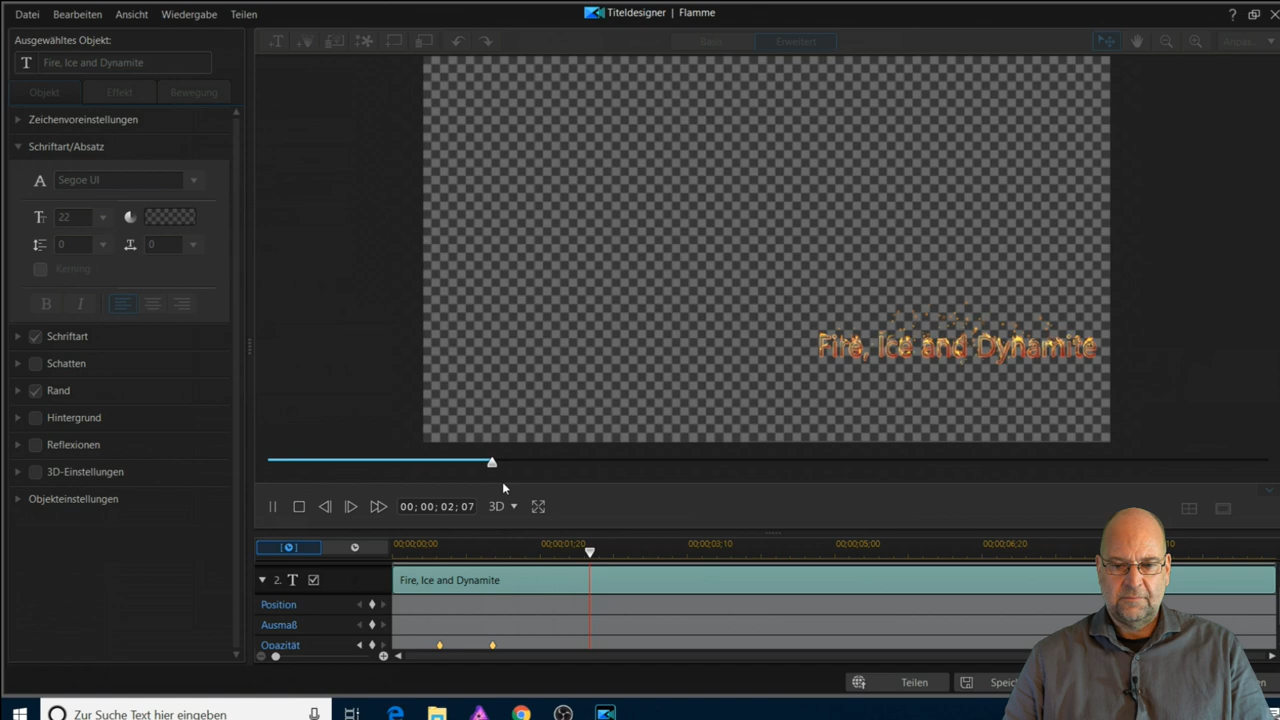 Datei Bearbeiten Ansicht Wiedergabe Teilen
Titeldesigner | Flamme
Ausgewähltes Objekt:
T Fire, Ice and Dynamite
Objekt Effekt Bewegung
Basis Erweitert Anpas...
Zeichenvoreinstellungen
Schriftart/Absatz
A Segoe UI
22
0 0
Kerning
B I
Schriftart
Schatten
Rand
Hintergrund
Reflexionen
3D-Einstellungen
Objekteinstellungen
Fire, Ice and Dynamite
00; 00; 02; 07 3D
00;00;00;00 00;00;01;20 00;00;03;10 00;00;05;00 00;00;06;20
2. T Fire, Ice and Dynamite
Position
Ausmaß
Opazität
Teilen
Zur Suche Text hier eingeben